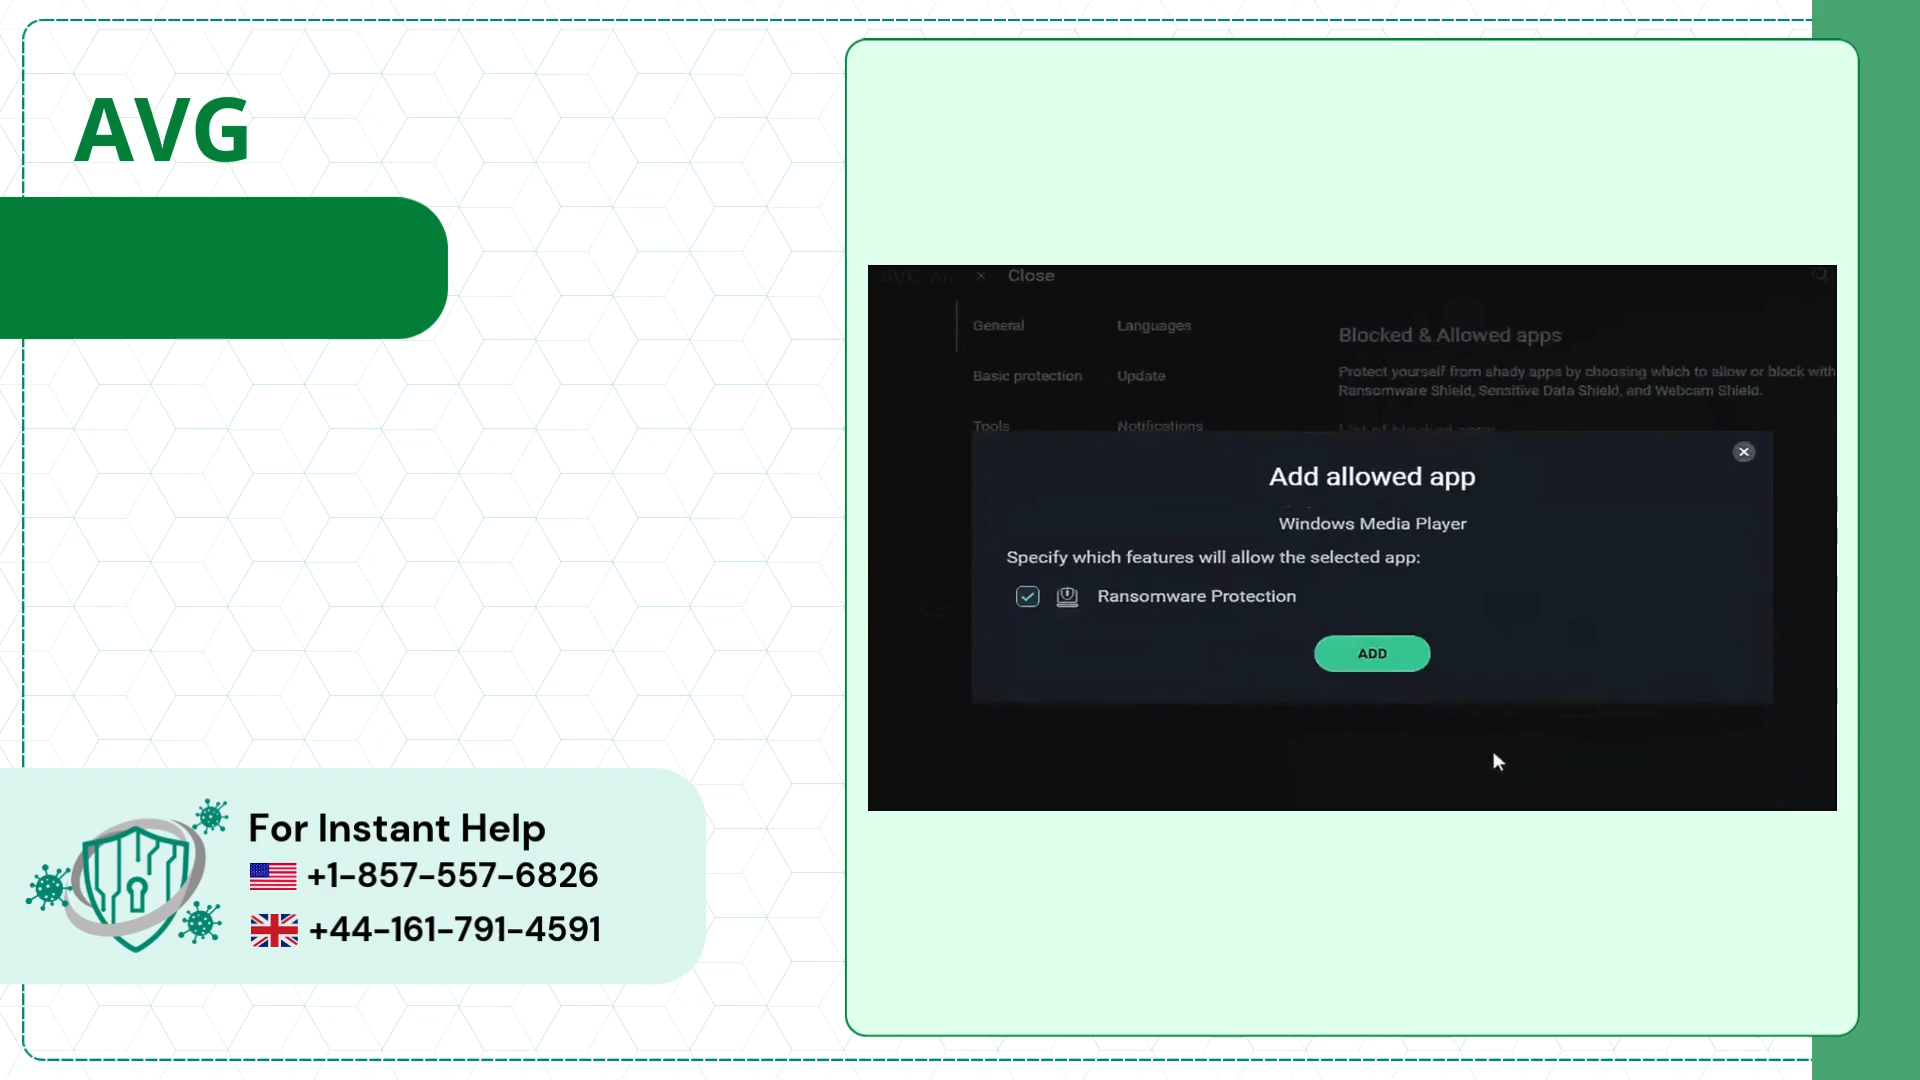 AVG
For Instant Help
+1-857-557-6826
+44-161-791-4591
× Close
General
Languages
Basic protection
Update
Tools
Notifications
Blocked & Allowed apps
Protect yourself from shady apps by choosing which to allow or block with
Ransomware Shield, Sensitive Data Shield, and Webcam Shield.
Add allowed app
Windows Media Player
Specify which features will allow the selected app:
Ransomware Protection
ADD